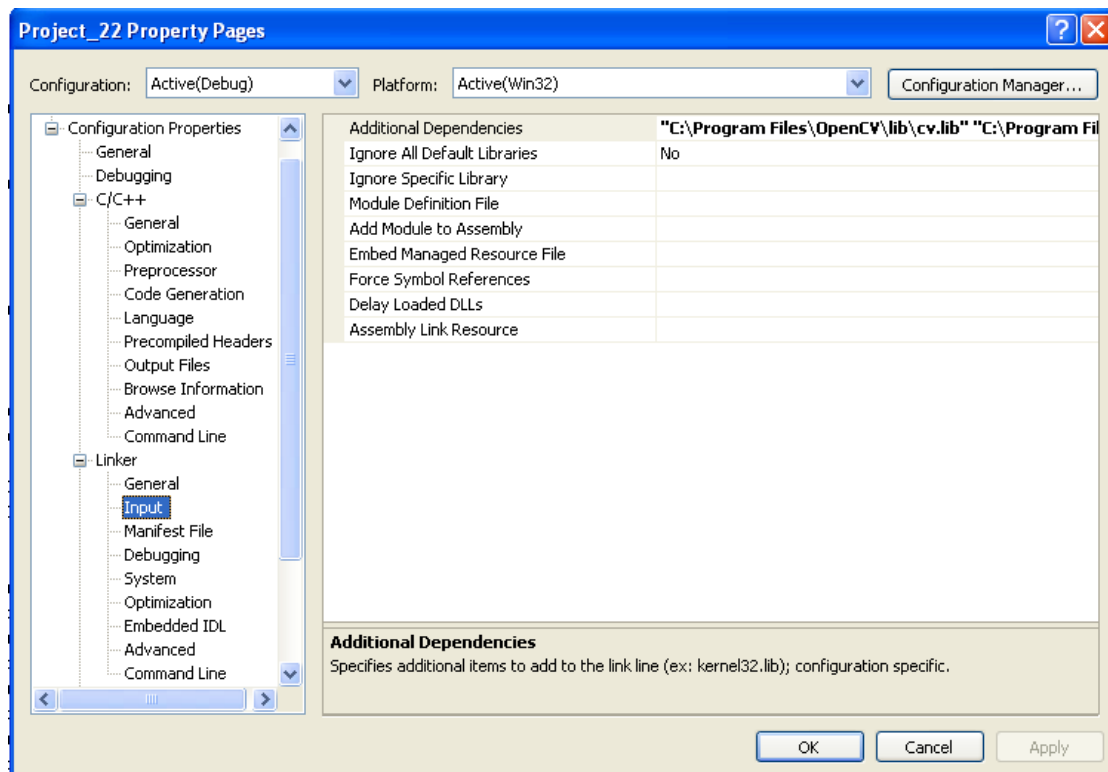 Project_22 Property Pages
Configuration: Active(Debug) Platform: Active(Win32) Configuration Manager...
Configuration Properties
General
Debugging
C/C++
General
Optimization
Preprocessor
Code Generation
Language
Precompiled Headers
Output Files
Browse Information
Advanced
Command Line
Linker
General
Input
Manifest File
Debugging
System
Optimization
Embedded IDL
Advanced
Command Line
Additional Dependencies "C:\Program Files\OpenCV\lib\cv.lib" "C:\Program Fil
Ignore All Default Libraries No
Ignore Specific Library
Module Definition File
Add Module to Assembly
Embed Managed Resource File
Force Symbol References
Delay Loaded DLLs
Assembly Link Resource
Additional Dependencies
Specifies additional items to add to the link line (ex: kernel32.lib); configuration specific.
OK Cancel Apply